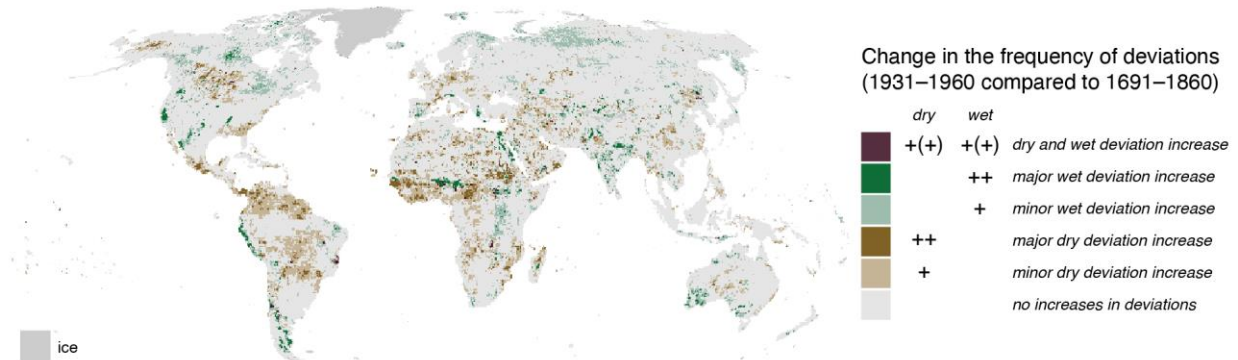 Change in the frequency of deviations
(1931–1960 compared to 1691–1860)
dry wet
+(+) +(+) dry and wet deviation increase
++ major wet deviation increase
+ minor wet deviation increase
++ major dry deviation increase
+ minor dry deviation increase
no increases in deviations
ice